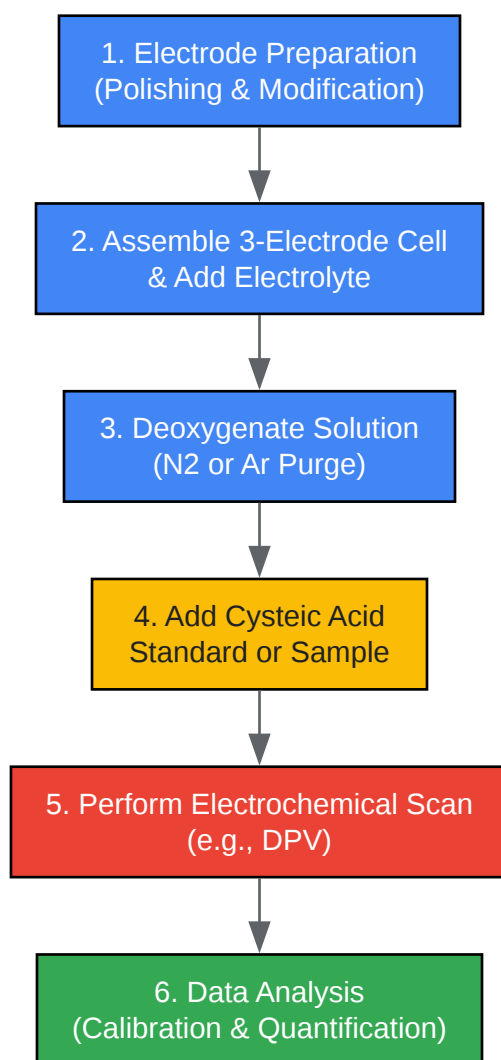 1. Electrode Preparation
(Polishing & Modification)
2. Assemble 3-Electrode Cell
& Add Electrolyte
3. Deoxygenate Solution
(N2 or Ar Purge)
4. Add Cysteic Acid
Standard or Sample
5. Perform Electrochemical Scan
(e.g., DPV)
6. Data Analysis
(Calibration & Quantification)